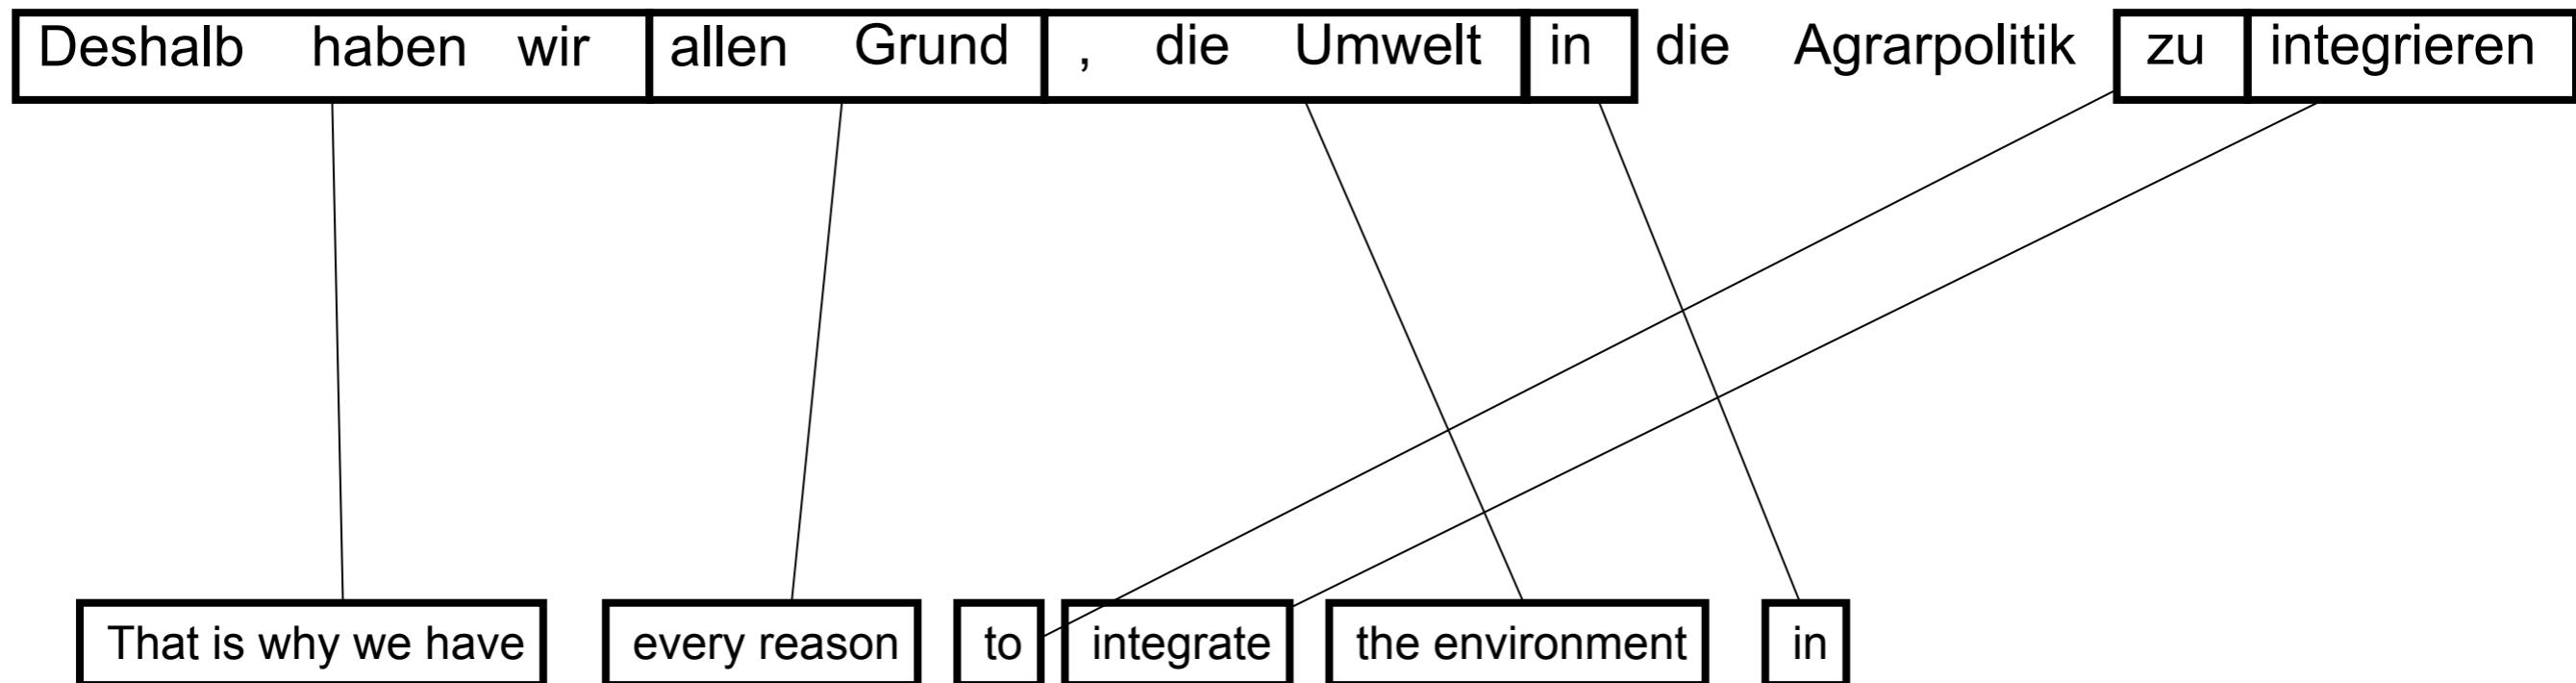 Deshalb haben wir allen Grund , die Umwelt in die Agrarpolitik zu integrieren
That is why we have every reason to integrate the environment in